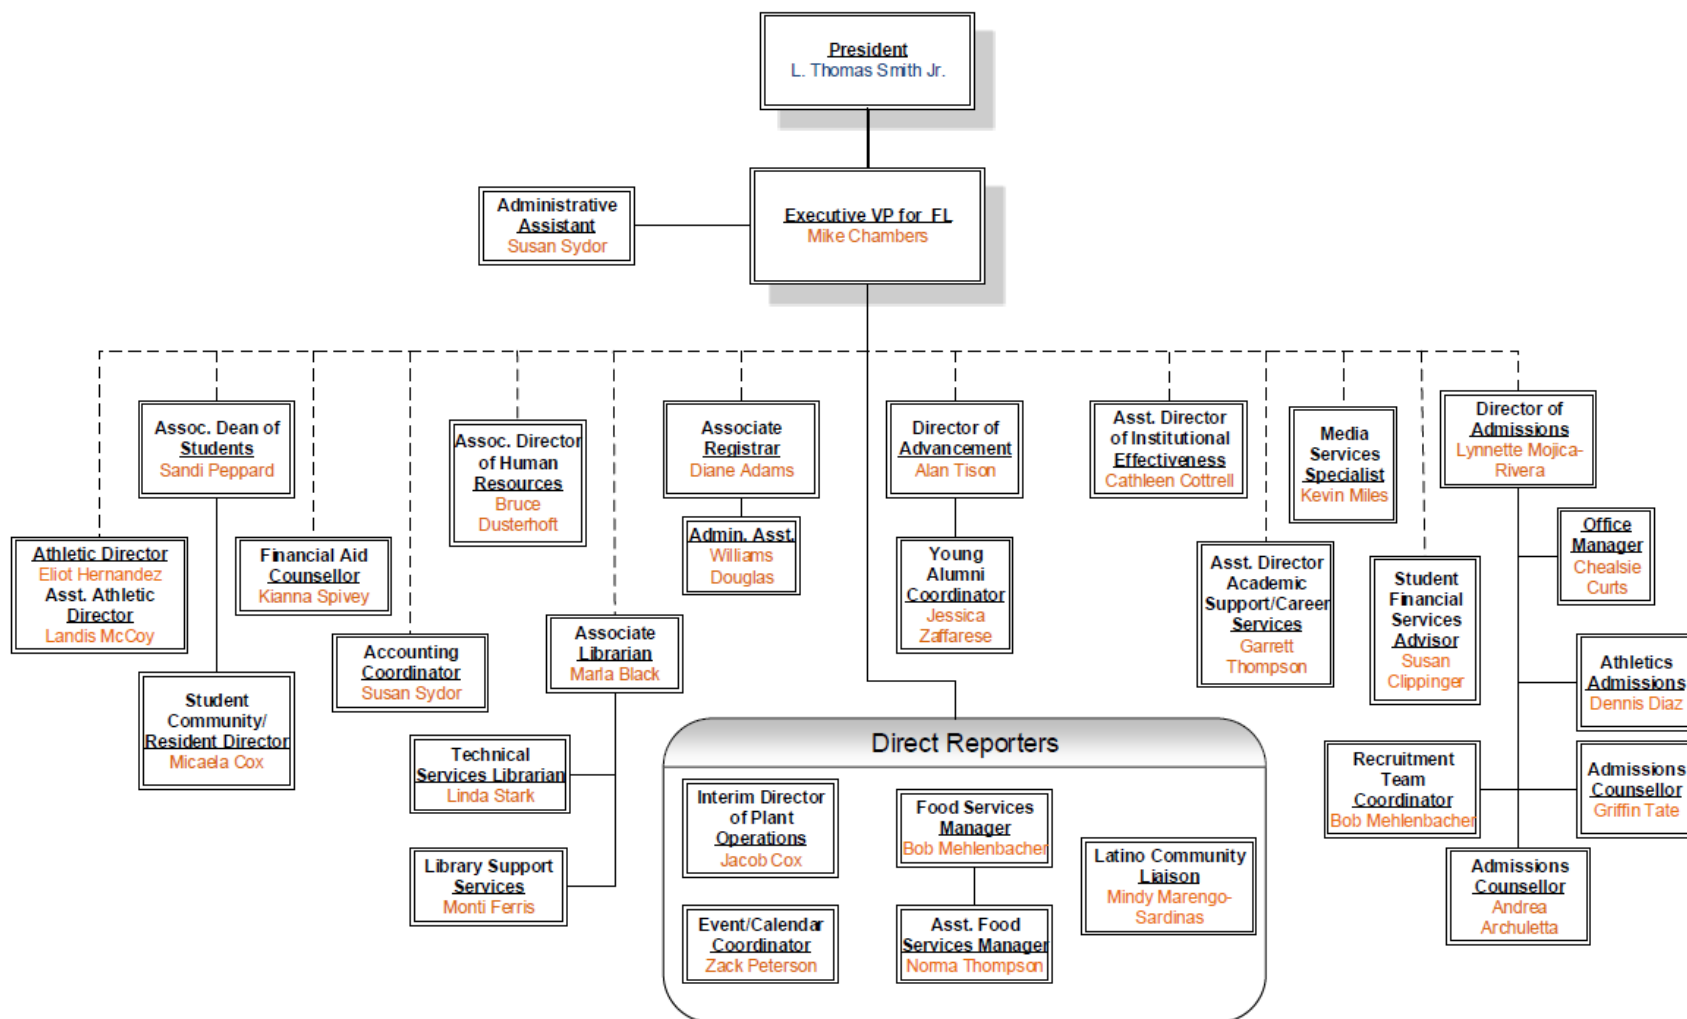 President
L. Thomas Smith Jr.
Administrative
Assistant
Susan Sydor
Executive VP for FL
Mike Chambers
Assoc. Dean of
Students
Sandi Peppard
Assoc. Director
of Human
Resources
Bruce
Dusterhoft
Associate
Registrar
Diane Adams
Director of
Advancement
Alan Tison
Asst. Director
of Institutional
Effectiveness
Cathleen Cottrell
Media
Services
Specialist
Kevin Miles
Director of
Admissions
Lynnette Mojica-
Rivera
Athletic Director
Eliot Hernandez
Asst. Athletic
Director
Landis McCoy
Financial Aid
Counsellor
Kianna Spivey
Admin. Asst.
Williams
Douglas
Young
Alumni
Coordinator
Jessica
Zaffarese
Asst. Director
Academic
Support/Career
Services
Garrett
Thompson
Student
Financial
Services
Advisor
Susan
Clippinger
Office
Manager
Chealsie
Curts
Accounting
Coordinator
Susan Sydor
Associate
Librarian
Marla Black
Athletics
Admissions
Dennis Diaz
Student
Community/
Resident Director
Micaela Cox
Technical
Services Librarian
Linda Stark
Recruitment
Team
Coordinator
Bob Mehlenbacher
Admissions
Counsellor
Griffin Tate
Library Support
Services
Monti Ferris
Admissions
Counsellor
Andrea
Archuletta
Direct Reporters
Interim Director
of Plant
Operations
Jacob Cox
Food Services
Manager
Bob Mehlenbacher
Latino Community
Liaison
Mindy Marengo-
Sardinas
Event/Calendar
Coordinator
Zack Peterson
Asst. Food
Services Manager
Norma Thompson